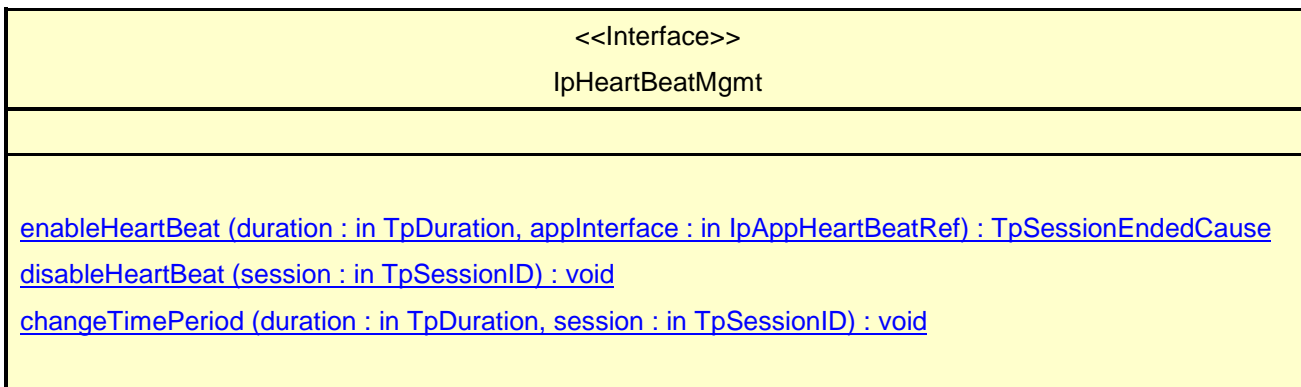 <<Interface>>
IpHeartBeatMgmt
enableHeartBeat (duration : in TpDuration, appInterface : in IpAppHeartBeatRef) : TpSessionEndedCause
disableHeartBeat (session : in TpSessionID) : void
changeTimePeriod (duration : in TpDuration, session : in TpSessionID) : void